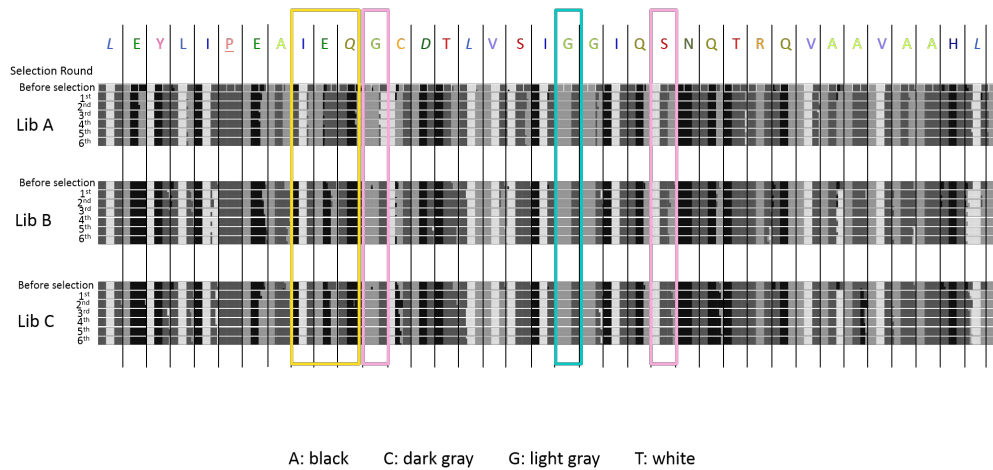 L E Y L I P E A I E Q G C D T L V S I G G I Q S N Q T R Q V A A V A A H L
Selection Round
Before selection
1st
2nd
3rd
Lib A
4th
5th
6th
Before selection
1st
2nd
3rd
Lib B
4th
5th
6th
Before selection
1st
2nd
3rd
Lib C
4th
5th
6th
A: black C: dark gray G: light gray T: white